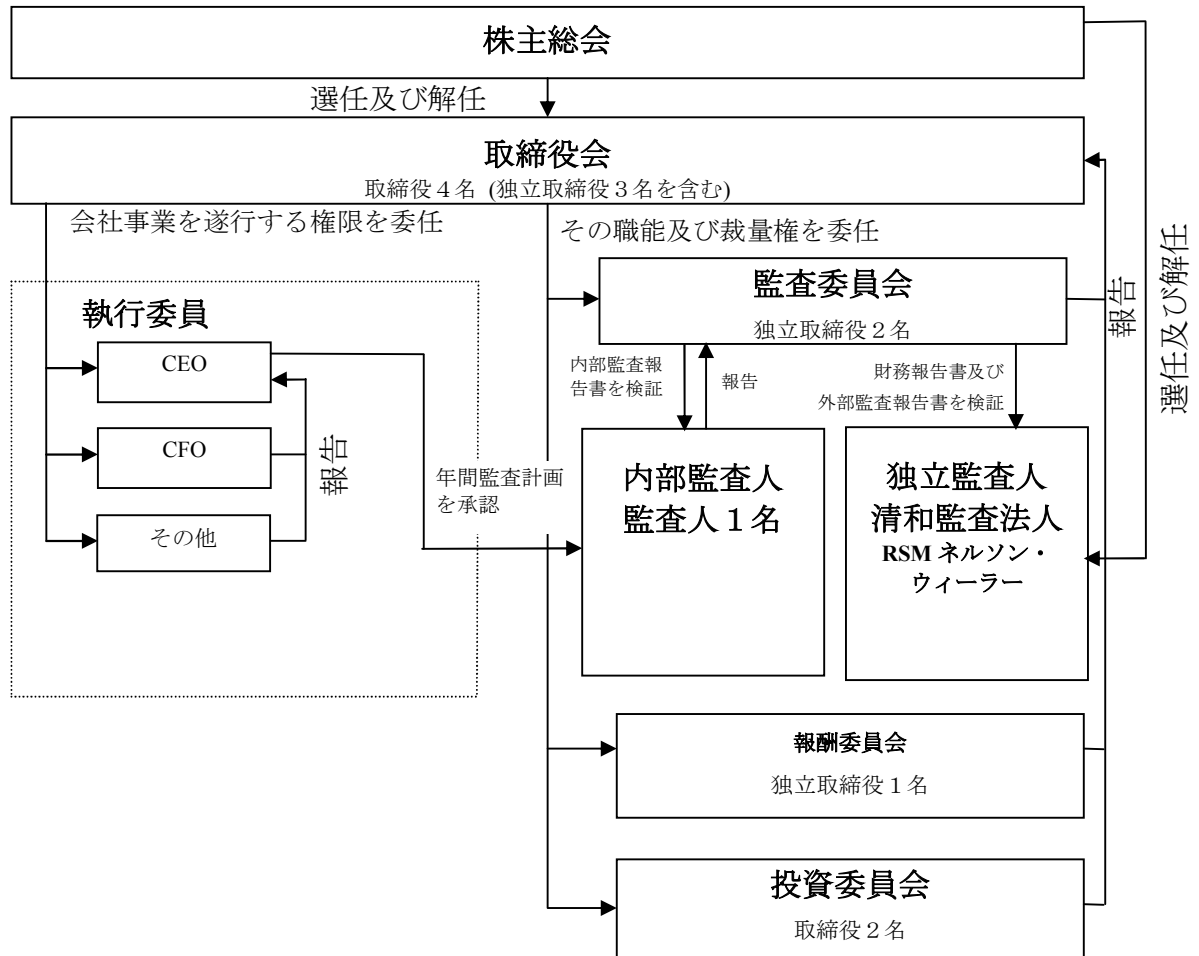 株主総会
選任及び解任
取締役会
取締役４名 (独立取締役３名を含む)
会社事業を遂行する権限を委任
その職能及び裁量権を委任
執行委員
CEO
CFO
その他
報告
年間監査計画
を承認
監査委員会
独立取締役２名
内部監査報
告書を検証
報告
財務報告書及び
外部監査報告書を検証
内部監査人
監査人１名
独立監査人
清和監査法人
RSM ネルソン・
ウィーラー
報酬委員会
独立取締役１名
投資委員会
取締役２名
報告
選任及び解任